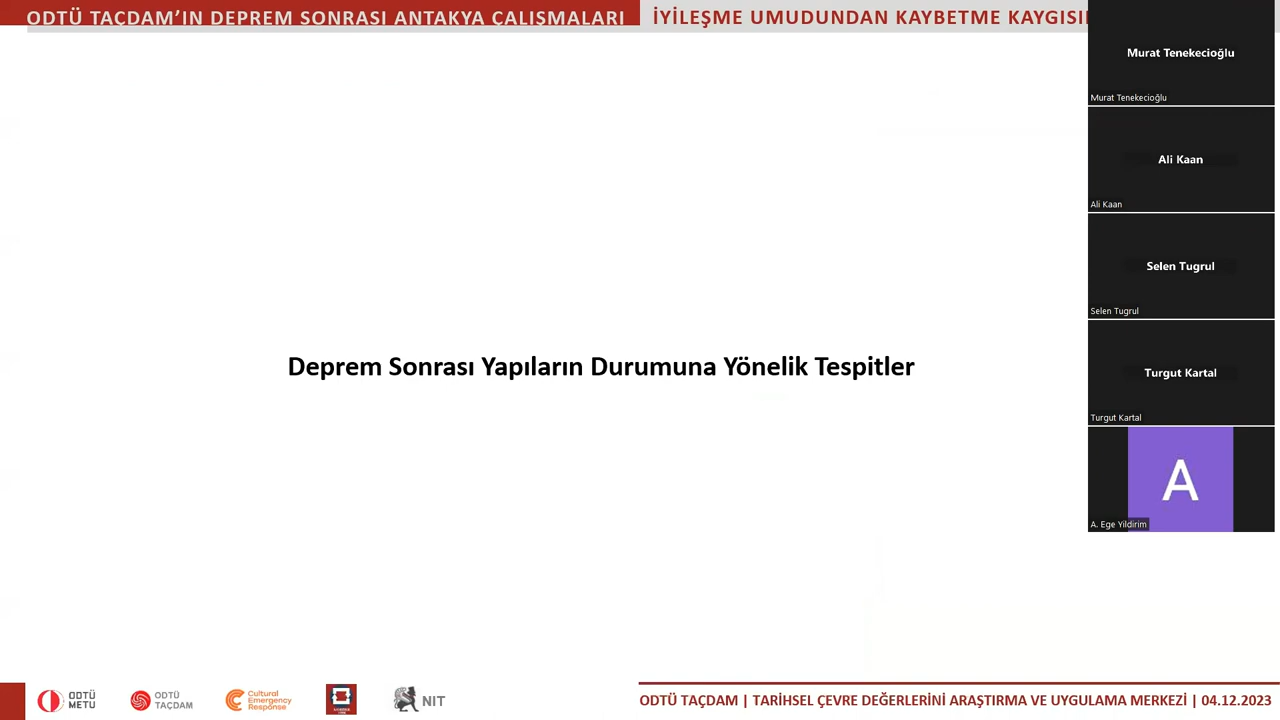 ODTÜ TAÇDAM'IN DEPREM SONRASI ANTAKYA ÇALIŞMALARI
İYİLEŞME UMUDUNDAN KAYBETME KAYGISI
Murat Tenekecioğlu
Murat Tenekecioğlu
Ali Kaan
Ali Kaan
Selen Tugrul
Selen Tugrul
Deprem Sonrası Yapıların Durumuna Yönelik Tespitler
Turgut Kartal
Turgut Kartal
A
A. Ege Yildirim
ODTÜ
METU
ODTÜ
TAÇDAM
Cultural
Emergency
Response
NIT
ODTÜ TAÇDAM | TARİHSEL ÇEVRE DEĞERLERİNİ ARAŞTIRMA VE UYGULAMA MERKEZİ | 04.12.2023